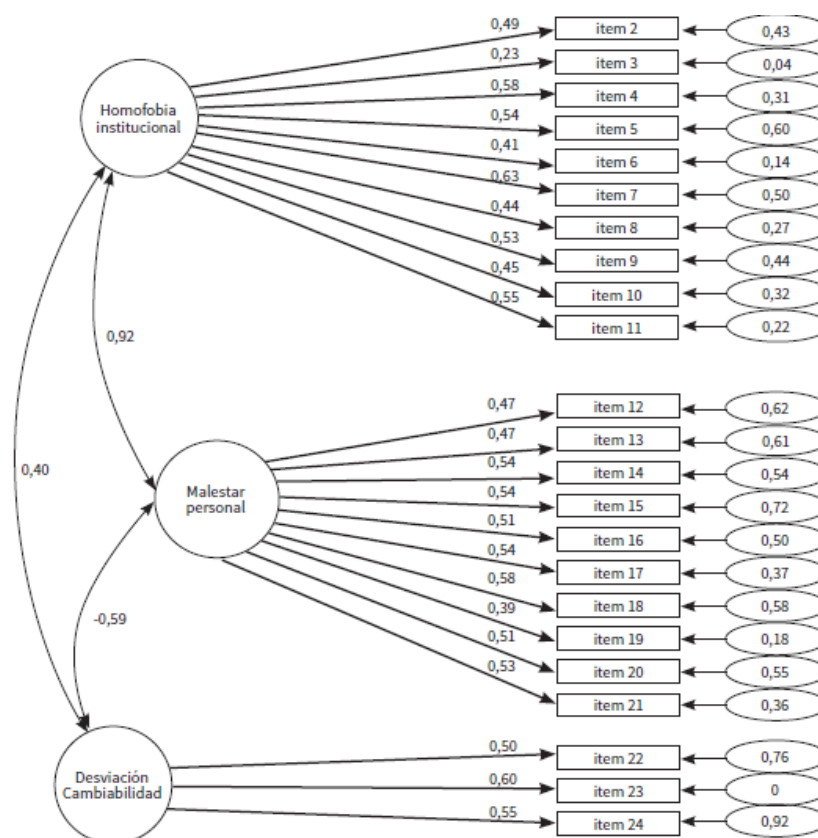 0,49 item 2 0,43
0,23 item 3 0,04
0,58 item 4 0,31
Homofobia
institucional
0,54 item 5 0,60
0,41 item 6 0,14
0,63 item 7 0,50
0,44 item 8 0,27
0,53 item 9 0,44
0,45 item 10 0,32
0,55 item 11 0,22
0,92
0,40
0,47 item 12 0,62
0,47 item 13 0,61
0,54 item 14 0,54
Malestar
personal
0,54 item 15 0,72
0,51 item 16 0,50
0,54 item 17 0,37
0,58 item 18 0,58
0,39 item 19 0,18
0,51 item 20 0,55
0,53 item 21 0,36
-0,59
0,50 item 22 0,76
Desviación
Cambiabilidad
0,60 item 23 0
0,55 item 24 0,92